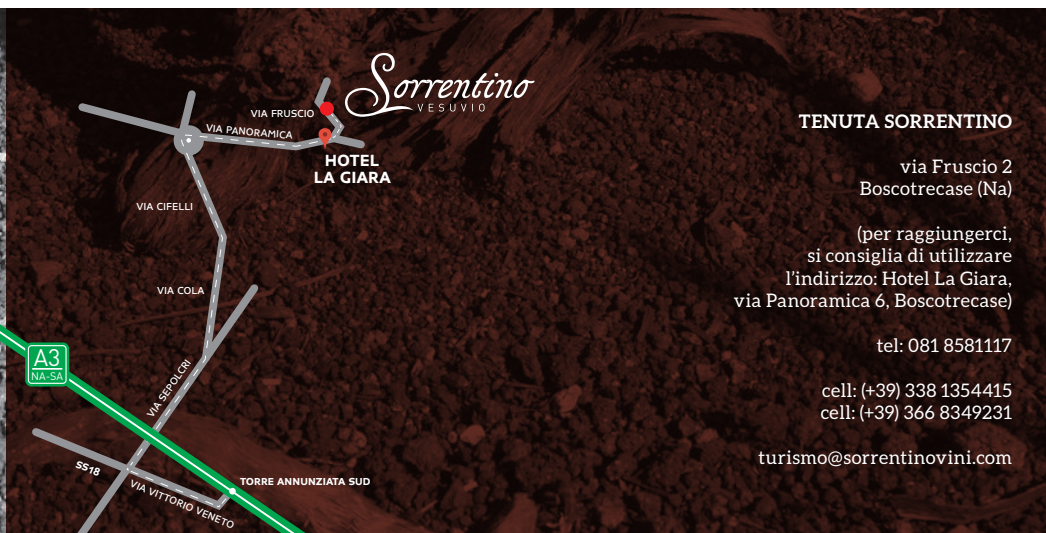 Sorrentino
VESUVIO
VIA FRUSCIO
VIA PANORAMICA
HOTEL
LA GIARA
VIA CIFELLI
VIA COLA
A3
NA-SA
VIA SEPOLCRI
SS18
VIA VITTORIO VENETO
TORRE ANNUNZIATA SUD
TENUTA SORRENTINO
via Fruscio 2
Boscotrecase (Na)
(per raggiungerci,
si consiglia di utilizzare
l'indirizzo: Hotel La Giara,
via Panoramica 6, Boscotrecase)
tel: 081 8581117
cell: (+39) 338 1354415
cell: (+39) 366 8349231
turismo@sorrentinovini.com